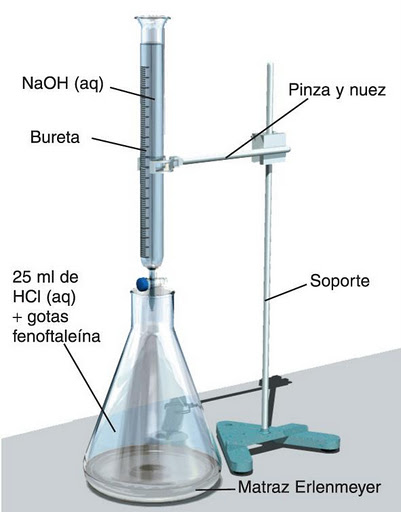 NaOH (aq)
Pinza y nuez
Bureta
25 ml de
HCl (aq)
+ gotas
fenoftaleína
Soporte
Matraz Erlenmeyer